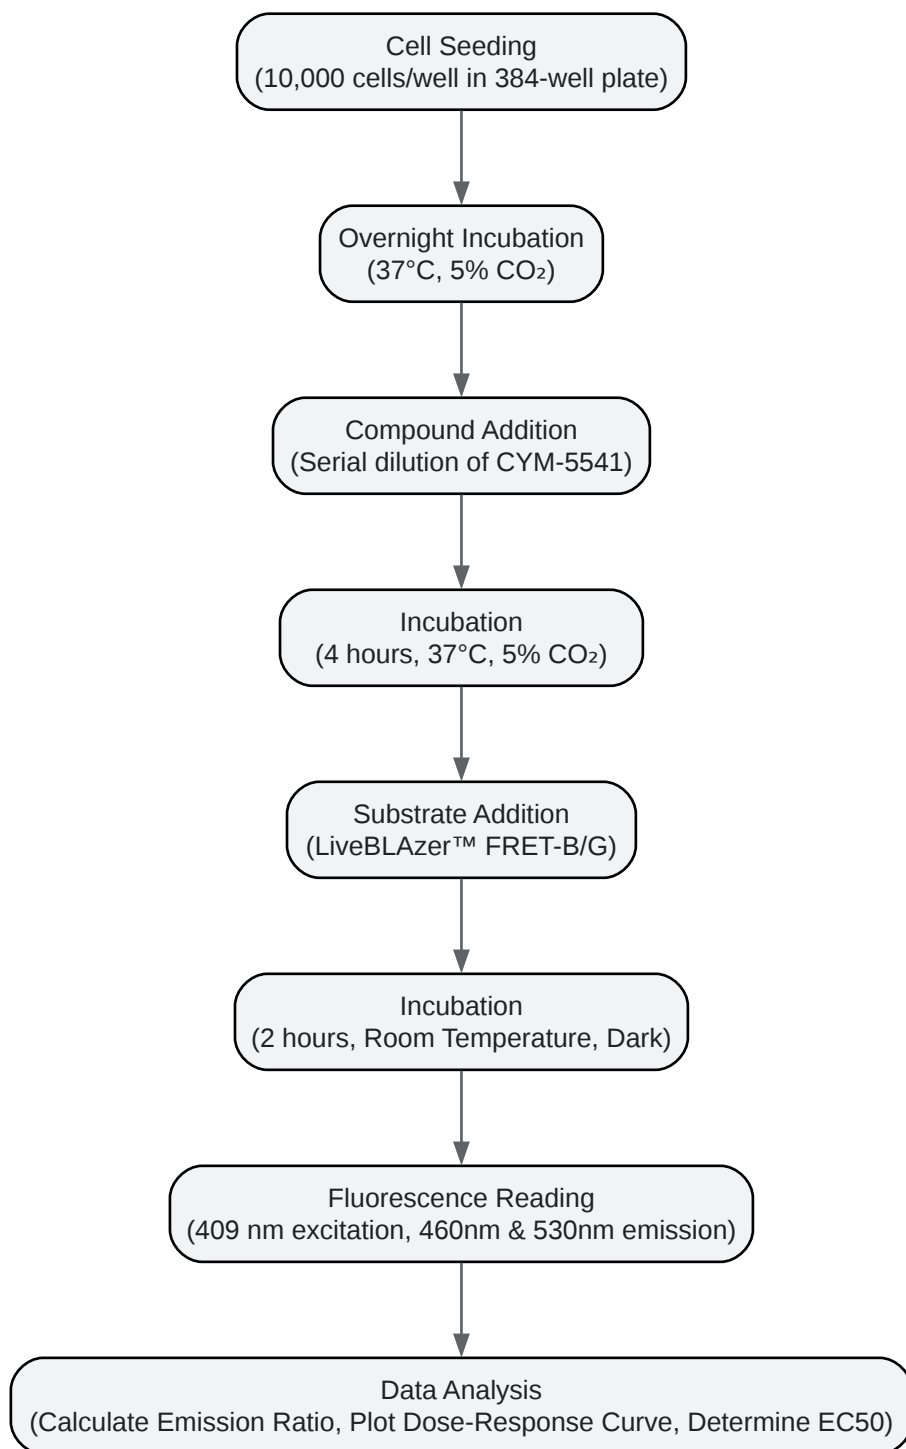 Cell Seeding
(10,000 cells/well in 384-well plate)
Overnight Incubation
(37°C, 5% CO₂)
Compound Addition
(Serial dilution of CYM-5541)
Incubation
(4 hours, 37°C, 5% CO₂)
Substrate Addition
(LiveBLAzer™ FRET-B/G)
Incubation
(2 hours, Room Temperature, Dark)
Fluorescence Reading
(409 nm excitation, 460nm & 530nm emission)
Data Analysis
(Calculate Emission Ratio, Plot Dose-Response Curve, Determine EC50)